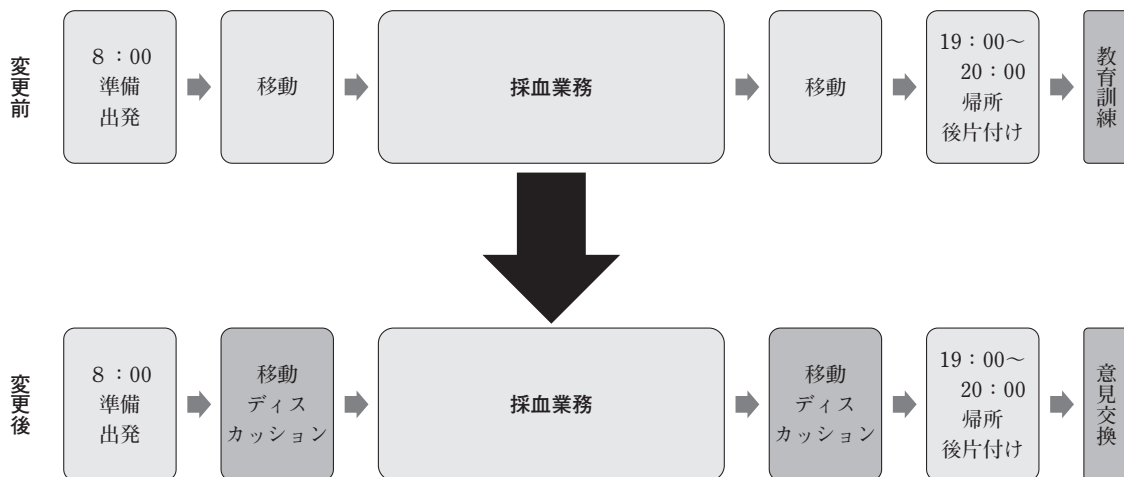 変更前
８：00
準備
出発
移動
採血業務
移動
19：00～
20：00
帰所
後片付け
教育訓練
変更後
８：00
準備
出発
移動
ディス
カッション
採血業務
移動
ディス
カッション
19：00～
20：00
帰所
後片付け
意見交換